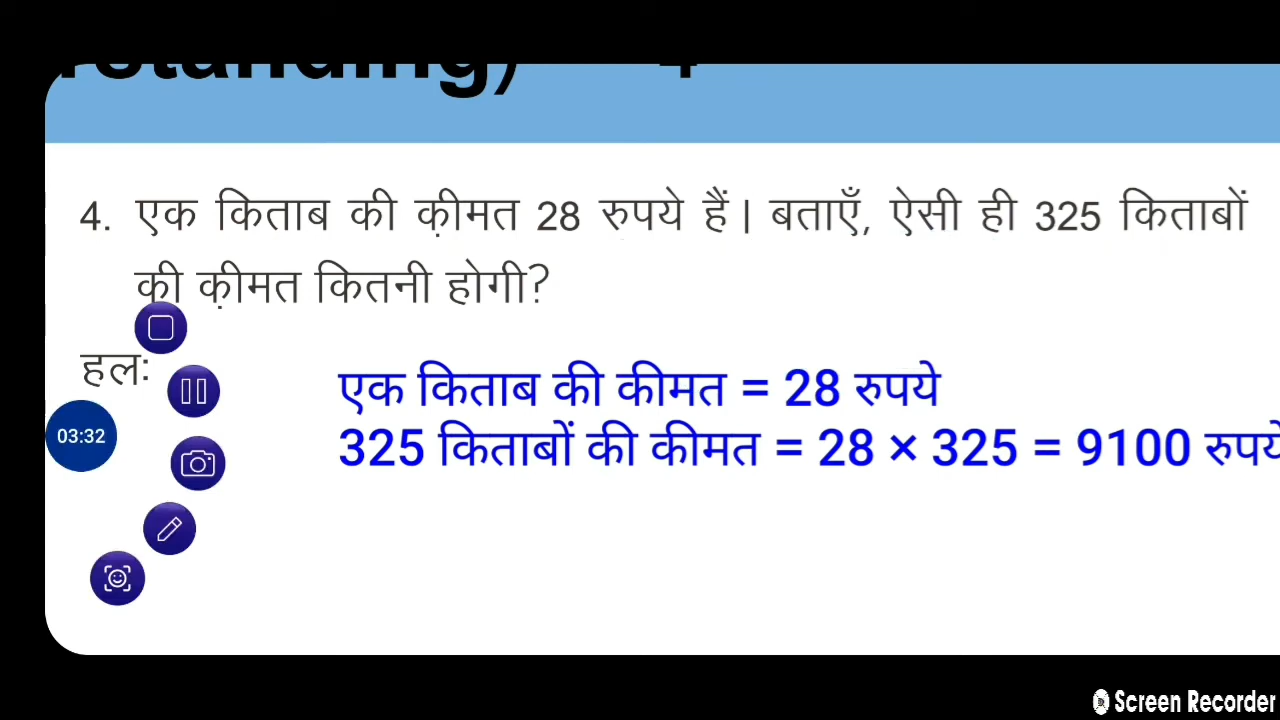 4. एक किताब की क़ीमत 28 रुपये हैं। बताएँ, ऐसी ही 325 किताबों
की क़ीमत कितनी होगी?
हलः
एक किताब की कीमत = 28 रुपये
325 किताबों की कीमत = 28 × 325 = 9100 रुपये
03:32
Screen Recorder